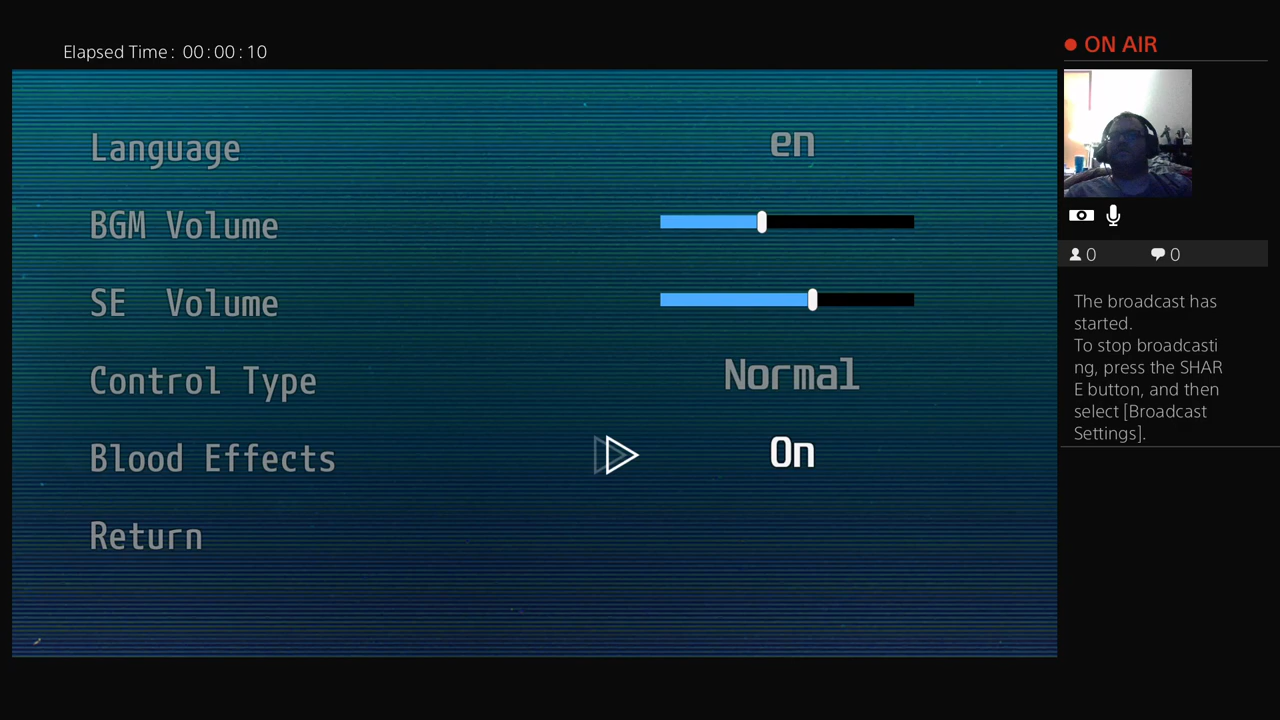 Elapsed Time: 00:00:10
ON AIR
Language en
BGM Volume
SE Volume
Control Type Normal
Blood Effects On
Return
0 0
The broadcast has
started.
To stop broadcasti
ng, press the SHAR
E button, and then
select [Broadcast
Settings].